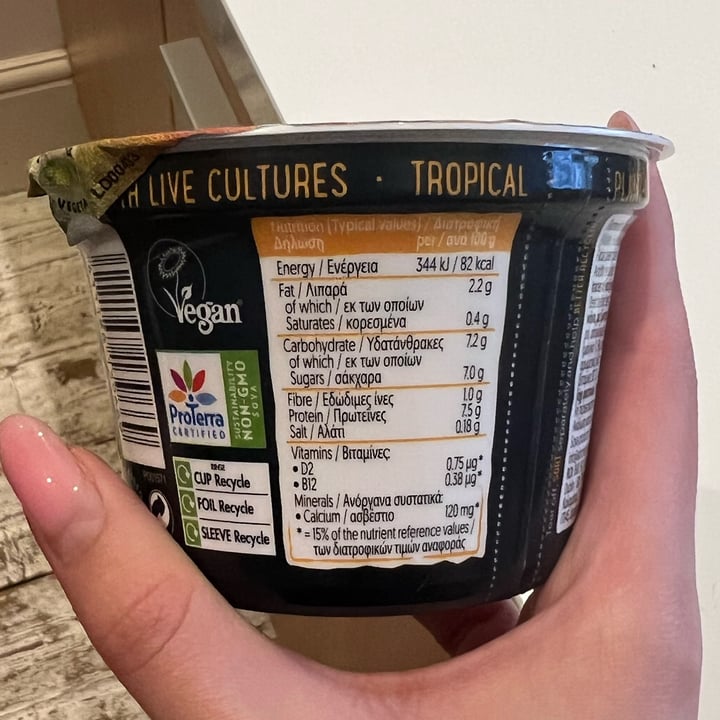 VEGETA
L000403
H LIVE CULTURES · TROPICAL
Vegan
ProTerra
CERTIFIED
SUSTAINABILITY
NON-GMO
SOYA
RINSE
CUP Recycle
FOIL Recycle
SLEEVE Recycle
Nutrition (Typical values) / Διατροφική
Δήλωση per / ανά 100 g
Energy / Ενέργεια 344 kJ / 82 kcal
Fat / Λιπαρά 2.2 g
of which / εκ των οποίων
Saturates / κορεσμένα 0.4 g
Carbohydrate / Υδατάνθρακες 7.2 g
of which / εκ των οποίων
Sugars / σάκχαρα 7.0 g
Fibre / Εδώδιμες ίνες 1.0 g
Protein / Πρωτεΐνες 7.5 g
Salt / Αλάτι 0.18 g
Vitamins / Βιταμίνες:
• D2 0.75 µg*
• B12 0.38 µg*
Minerals / Ανόργανα συστατικά:
• Calcium / ασβέστιο 120 mg*
* = 15% of the nutrient reference values /
των διατροφικών τιμών αναφοράς